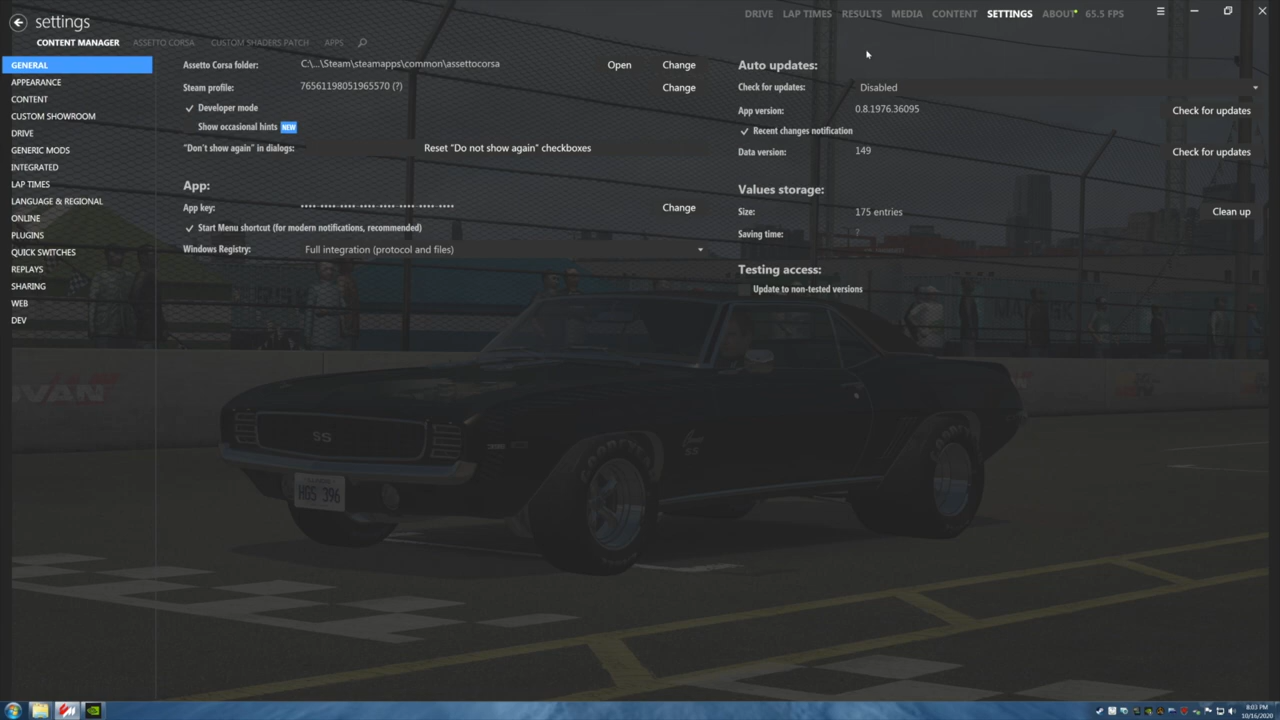 settings
DRIVE LAP TIMES RESULTS MEDIA CONTENT SETTINGS ABOUT 65.5 FPS
CONTENT MANAGER ASSETTO CORSA CUSTOM SHADERS PATCH APPS
GENERAL
APPEARANCE
CONTENT
CUSTOM SHOWROOM
DRIVE
GENERIC MODS
INTEGRATED
LAP TIMES
LANGUAGE & REGIONAL
ONLINE
PLUGINS
QUICK SWITCHES
REPLAYS
SHARING
WEB
DEV
Assetto Corsa folder: C:\...\Steam\steamapps\common\assettocorsa Open Change
Steam profile: 76561198051965570 (?) Change
Developer mode
Show occasional hints NEW
"Don't show again" in dialogs: Reset "Do not show again" checkboxes
App:
App key: •••• •••• •••• •••• •••• •••• •••• •••• Change
Start Menu shortcut (for modern notifications, recommended)
Windows Registry: Full integration (protocol and files)
Auto updates:
Check for updates: Disabled
App version: 0.8.1976.36095 Check for updates
Recent changes notification
Data version: 149 Check for updates
Values storage:
Size: 175 entries Clean up
Saving time: ?
Testing access:
Update to non-tested versions
SS
HGS 396
GOODYEAR
SS
8:03 PM
10/16/2020